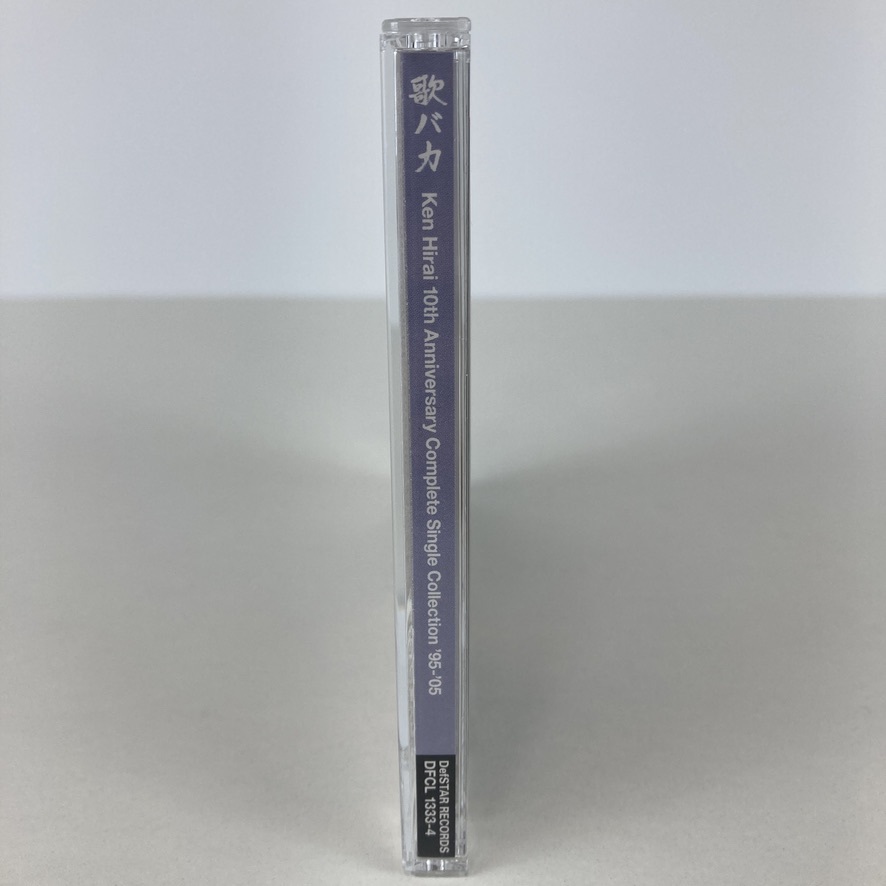 歌バカ
Ken Hirai 10th Anniversary Complete Single Collection '95-'05
DefSTAR RECORDS
DFCL 1333-4